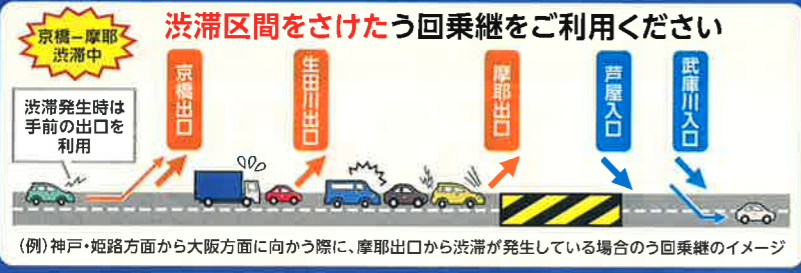 渋滞区間をさけたう回乗継をご利用ください
京橋ー摩耶
渋滞中
渋滞発生時は
手前の出口を
利用
京橋出口
生田川出口
摩耶出口
芦屋入口
武庫川入口
(例)神戸・姫路方面から大阪方面に向かう際に、摩耶出口から渋滞が発生している場合のう回乗継のイメージ